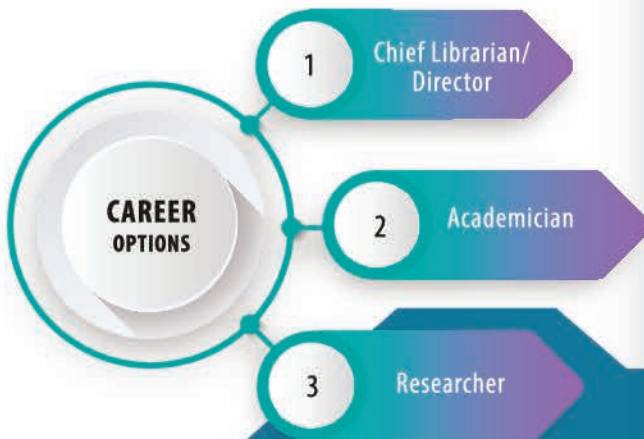 CAREER
OPTIONS
1
Chief Librarian/
Director
2
Academician
3
Researcher